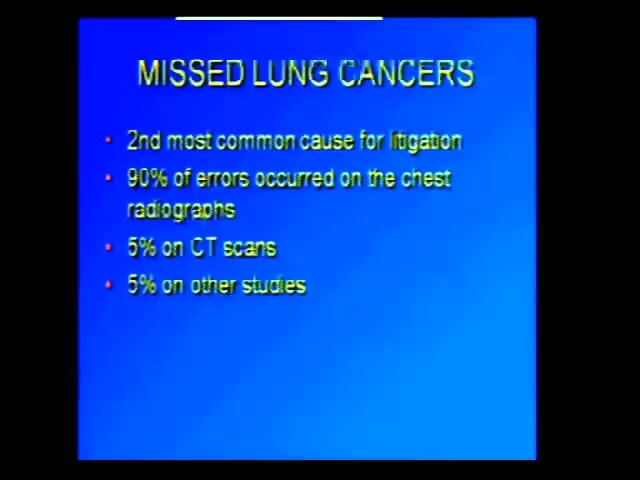 MISSED LUNG CANCERS
• 2nd most common cause for litigation
• 90% of errors occurred on the chest
radiographs
• 5% on CT scans
• 5% on other studies